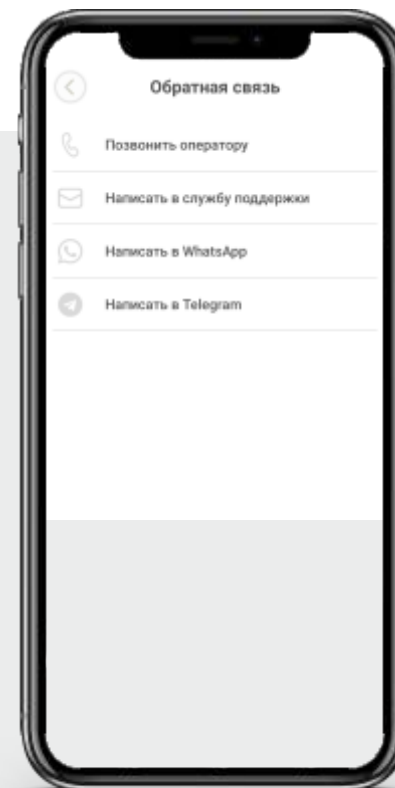 Обратная связь
Позвонить оператору
Написать в службу поддержки
Написать в WhatsApp
Написать в Telegram